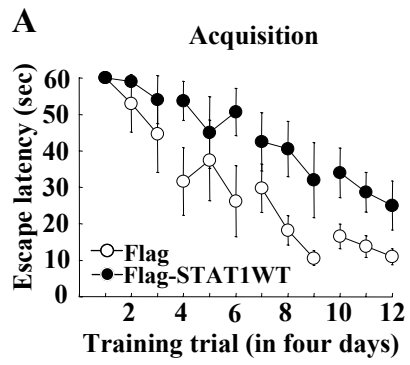 A
Acquisition
Escape latency (sec)
60
50
40
30
20
10
0
Flag
Flag-STAT1WT
2 4 6 8 10 12
Training trial (in four days)